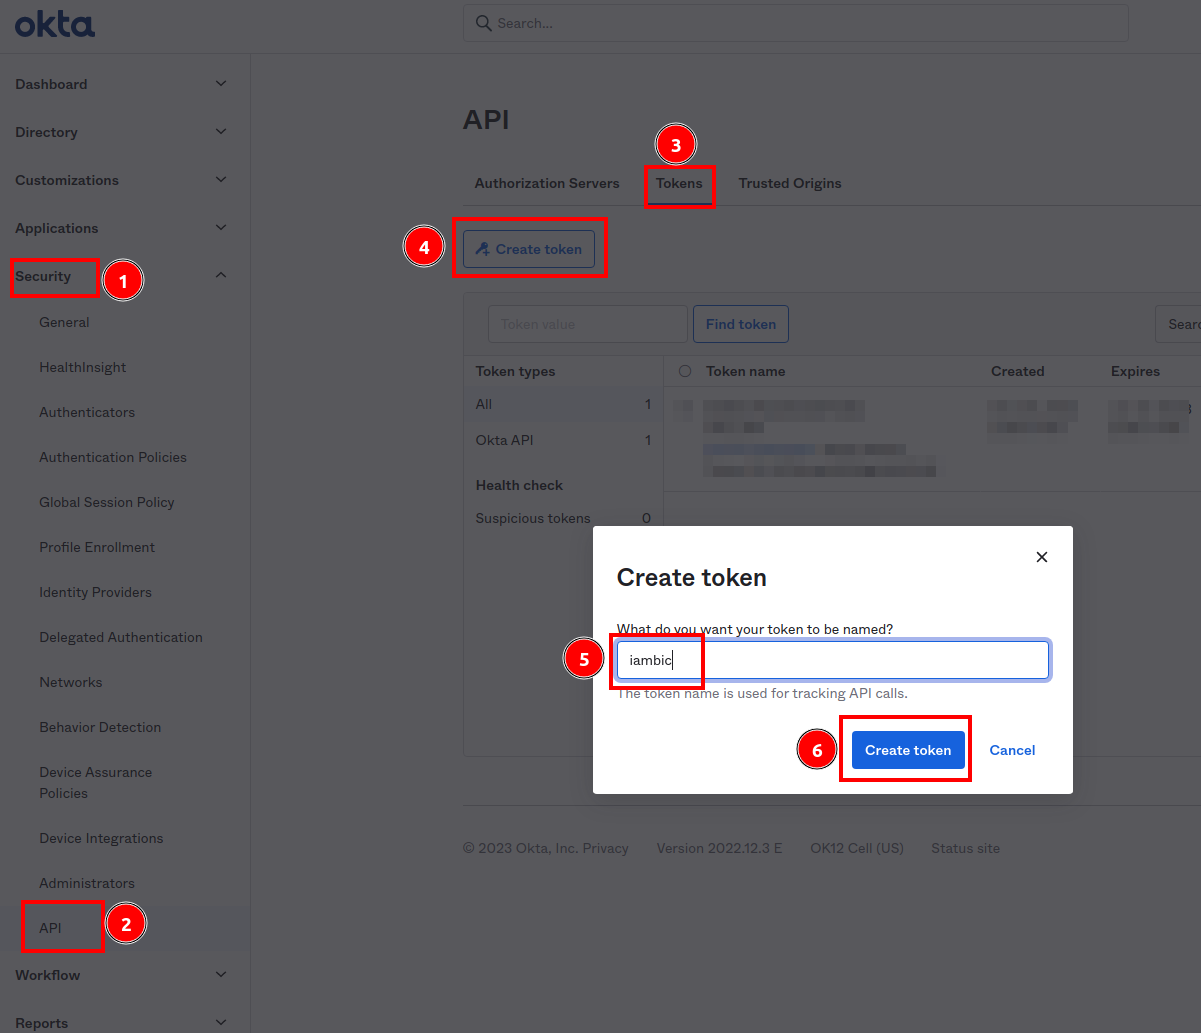 okta
Search...
Dashboard
Directory
Customizations
Applications
Security
1
General
HealthInsight
Authenticators
Authentication Policies
Global Session Policy
Profile Enrollment
Identity Providers
Delegated Authentication
Networks
Behavior Detection
Device Assurance
Policies
Device Integrations
Administrators
API
2
Workflow
Reports
API
3
Authorization Servers
Tokens
Trusted Origins
4
Create token
Token value
Find token
Sear
Token types
All 1
Okta API 1
Health check
Suspicious tokens 0
Token name
Created
Expires
Create token
What do you want your token to be named?
5
iambic
The token name is used for tracking API calls.
6
Create token
Cancel
© 2023 Okta, Inc. Privacy
Version 2022.12.3 E
OK12 Cell (US)
Status site